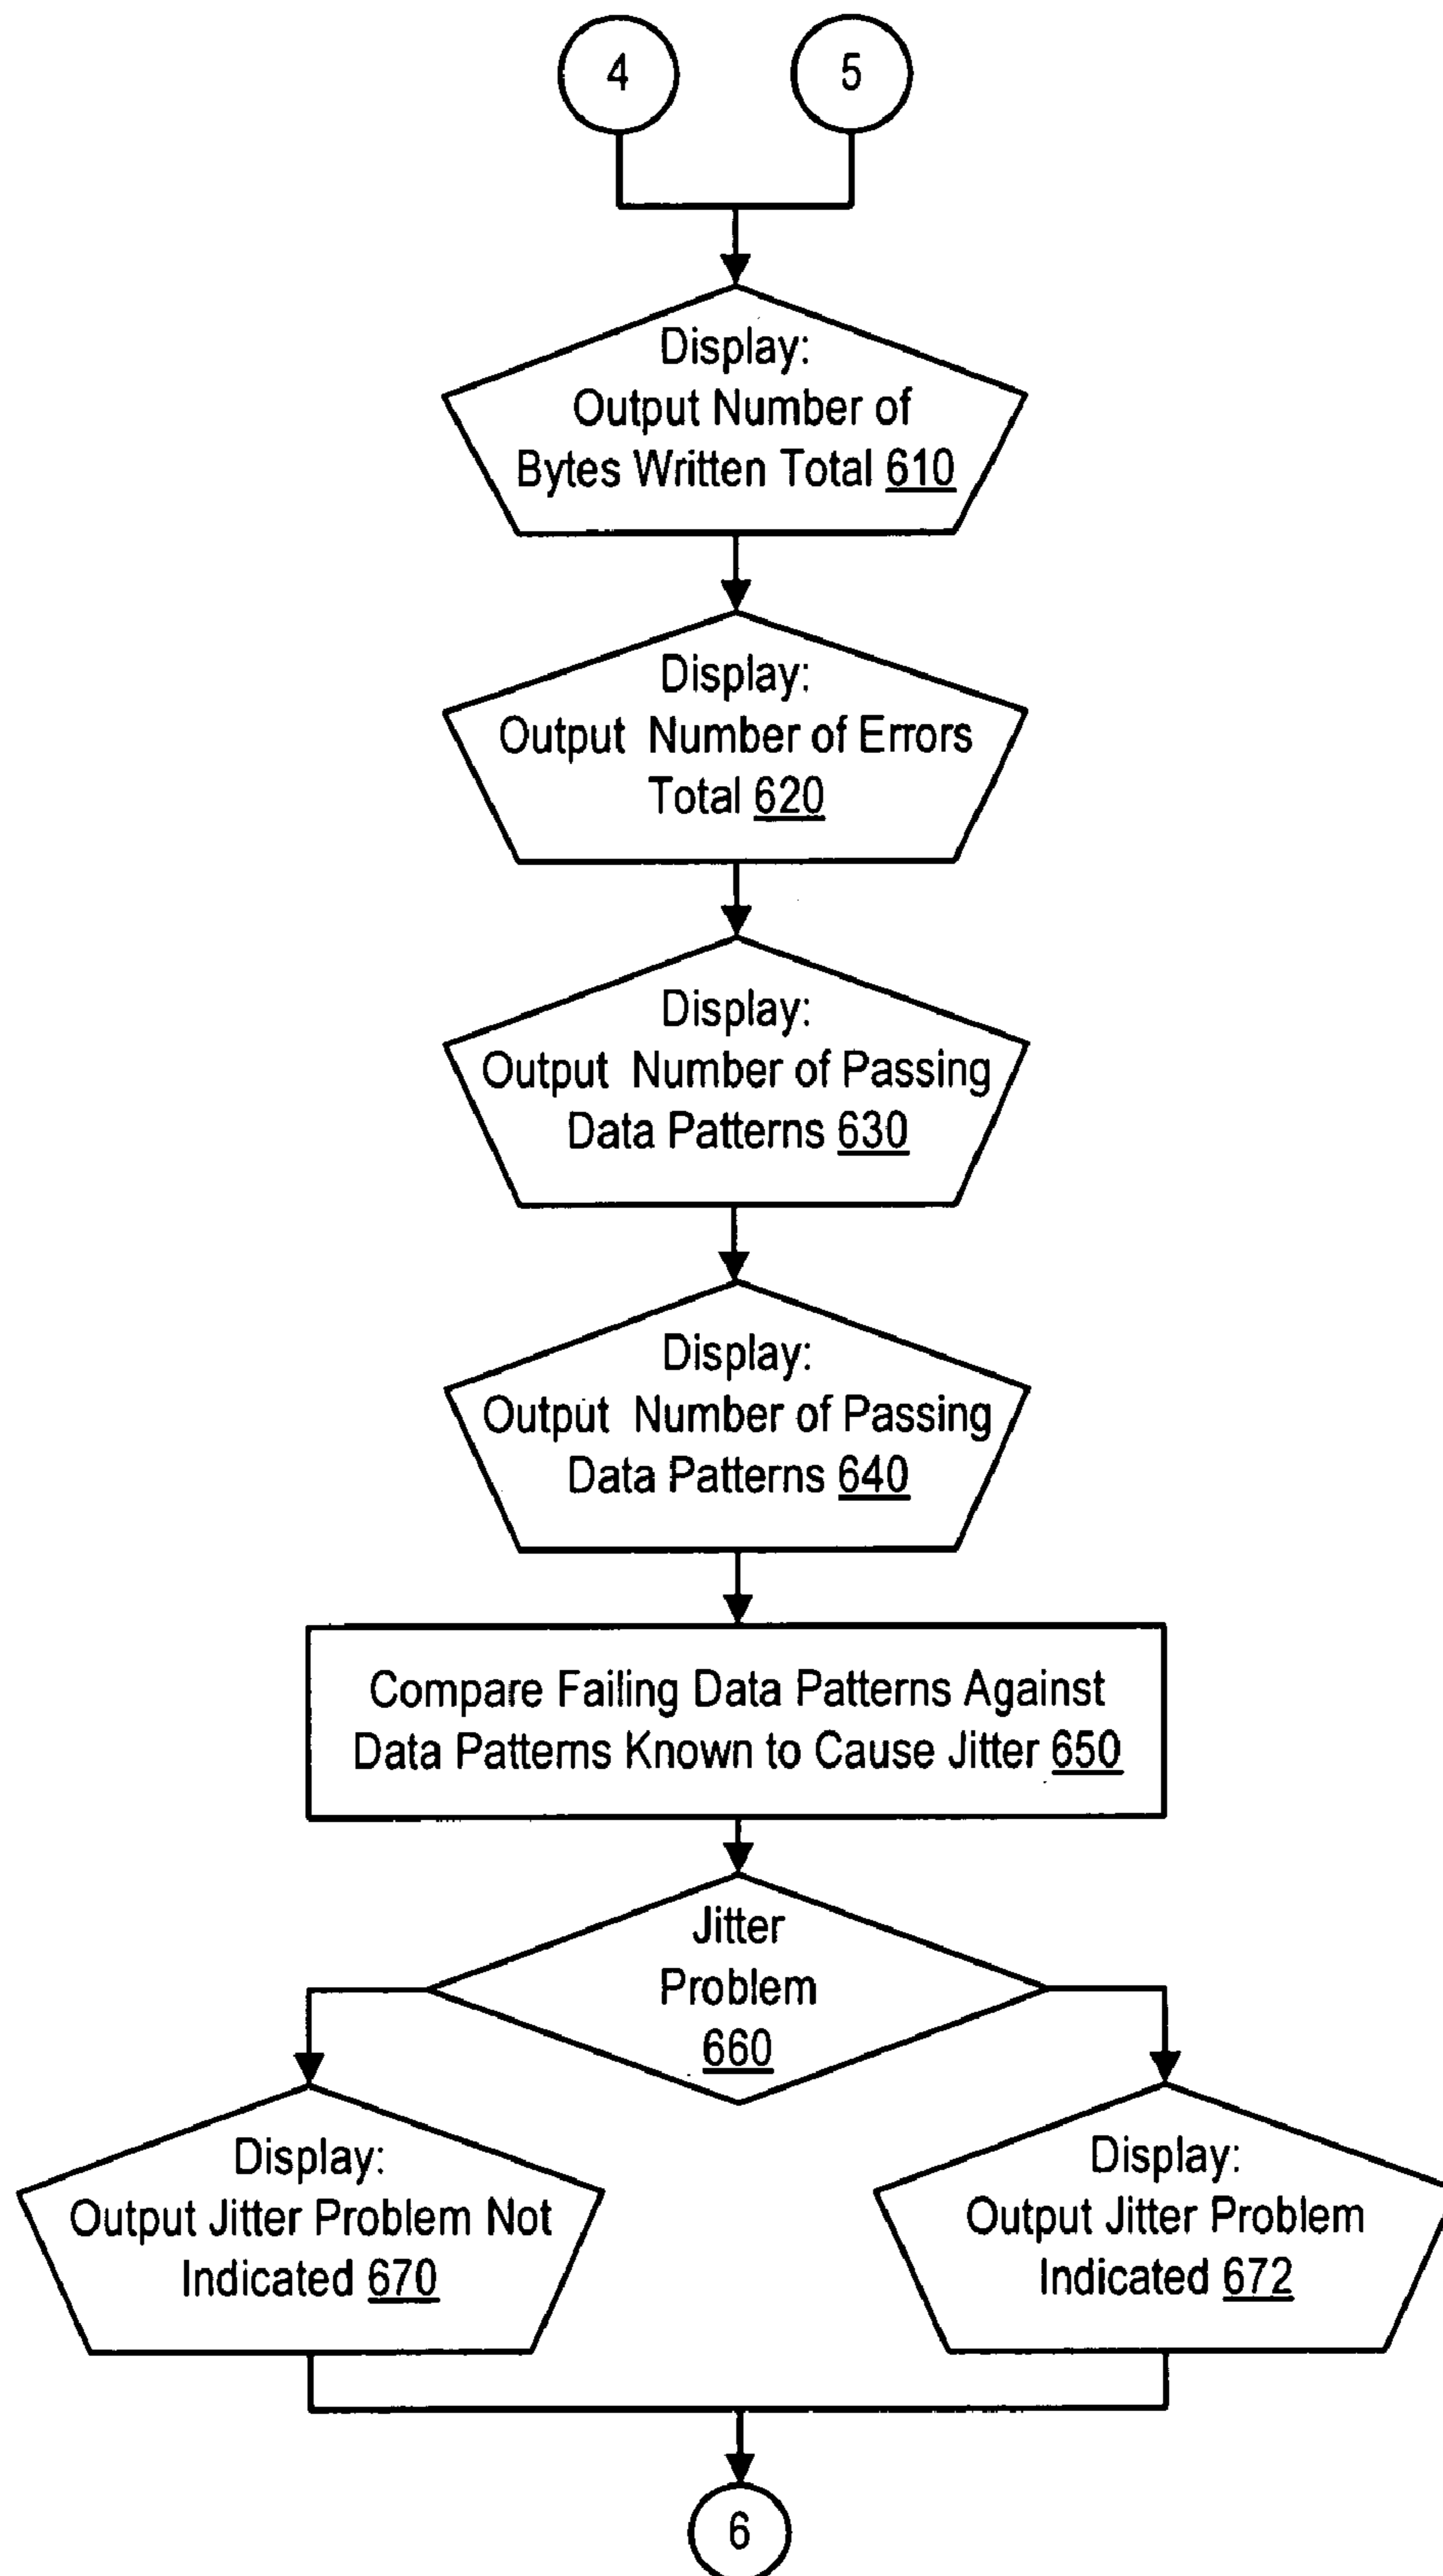 4
5
Display:
Output Number of
Bytes Written Total 610
Display:
Output Number of Errors
Total 620
Display:
Output Number of Passing
Data Patterns 630
Display:
Output Number of Passing
Data Patterns 640
Compare Failing Data Patterns Against
Data Patterns Known to Cause Jitter 650
Jitter
Problem
660
Display:
Output Jitter Problem Not
Indicated 670
Display:
Output Jitter Problem
Indicated 672
6